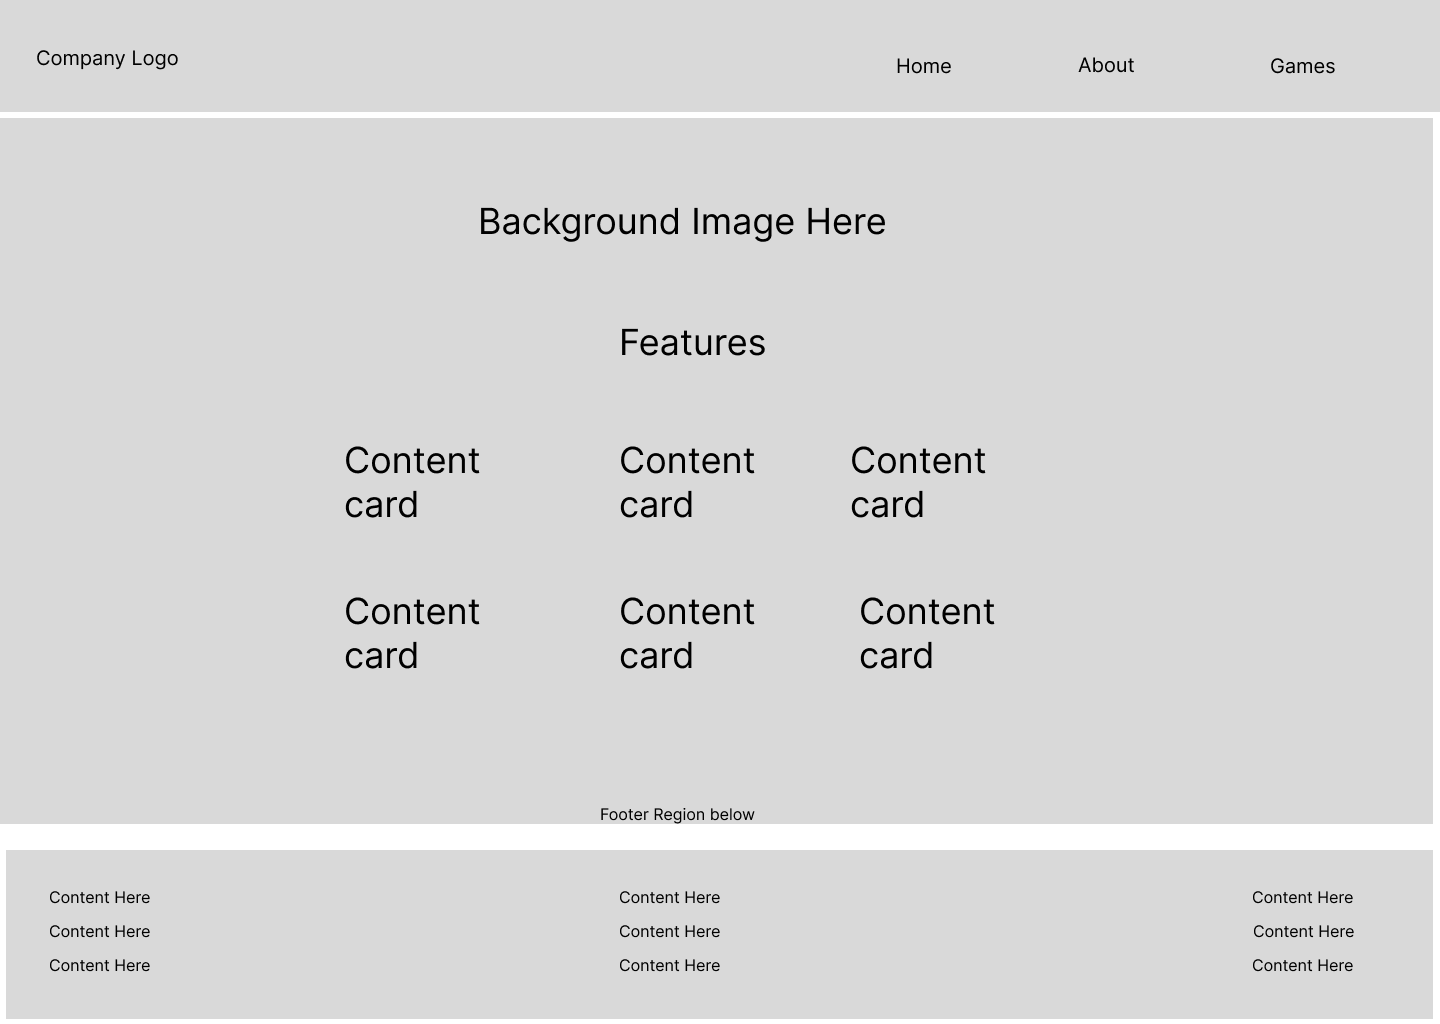 Company Logo
Home
About
Games
Background Image Here
Features
Content
card
Content
card
Content
card
Content
card
Content
card
Content
card
Footer Region below
Content Here
Content Here
Content Here
Content Here
Content Here
Content Here
Content Here
Content Here
Content Here